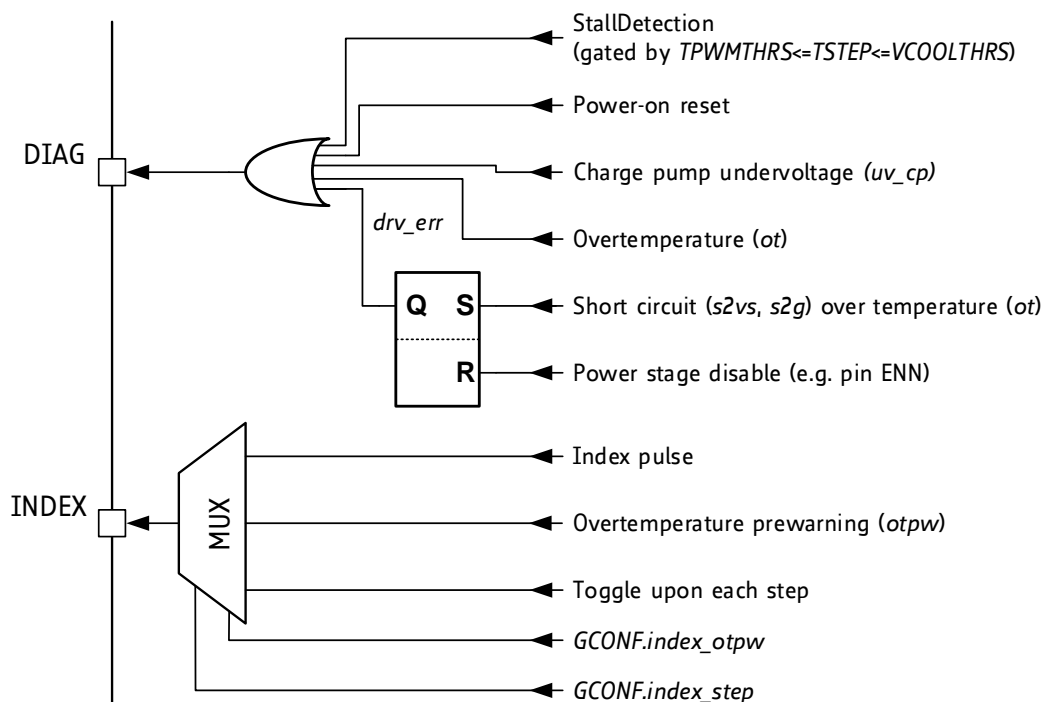 StallDetection
(gated by TPWMTHRS<=TSTEP<=VCOOLTHRS)
Power-on reset
DIAG
Charge pump undervoltage (uv_cp)
drv_err
Overtemperature (ot)
Q S
Short circuit (s2vs, s2g) over temperature (ot)
R
Power stage disable (e.g. pin ENN)
Index pulse
INDEX
MUX
Overtemperature prewarning (otpw)
Toggle upon each step
GCONF.index_otpw
GCONF.index_step